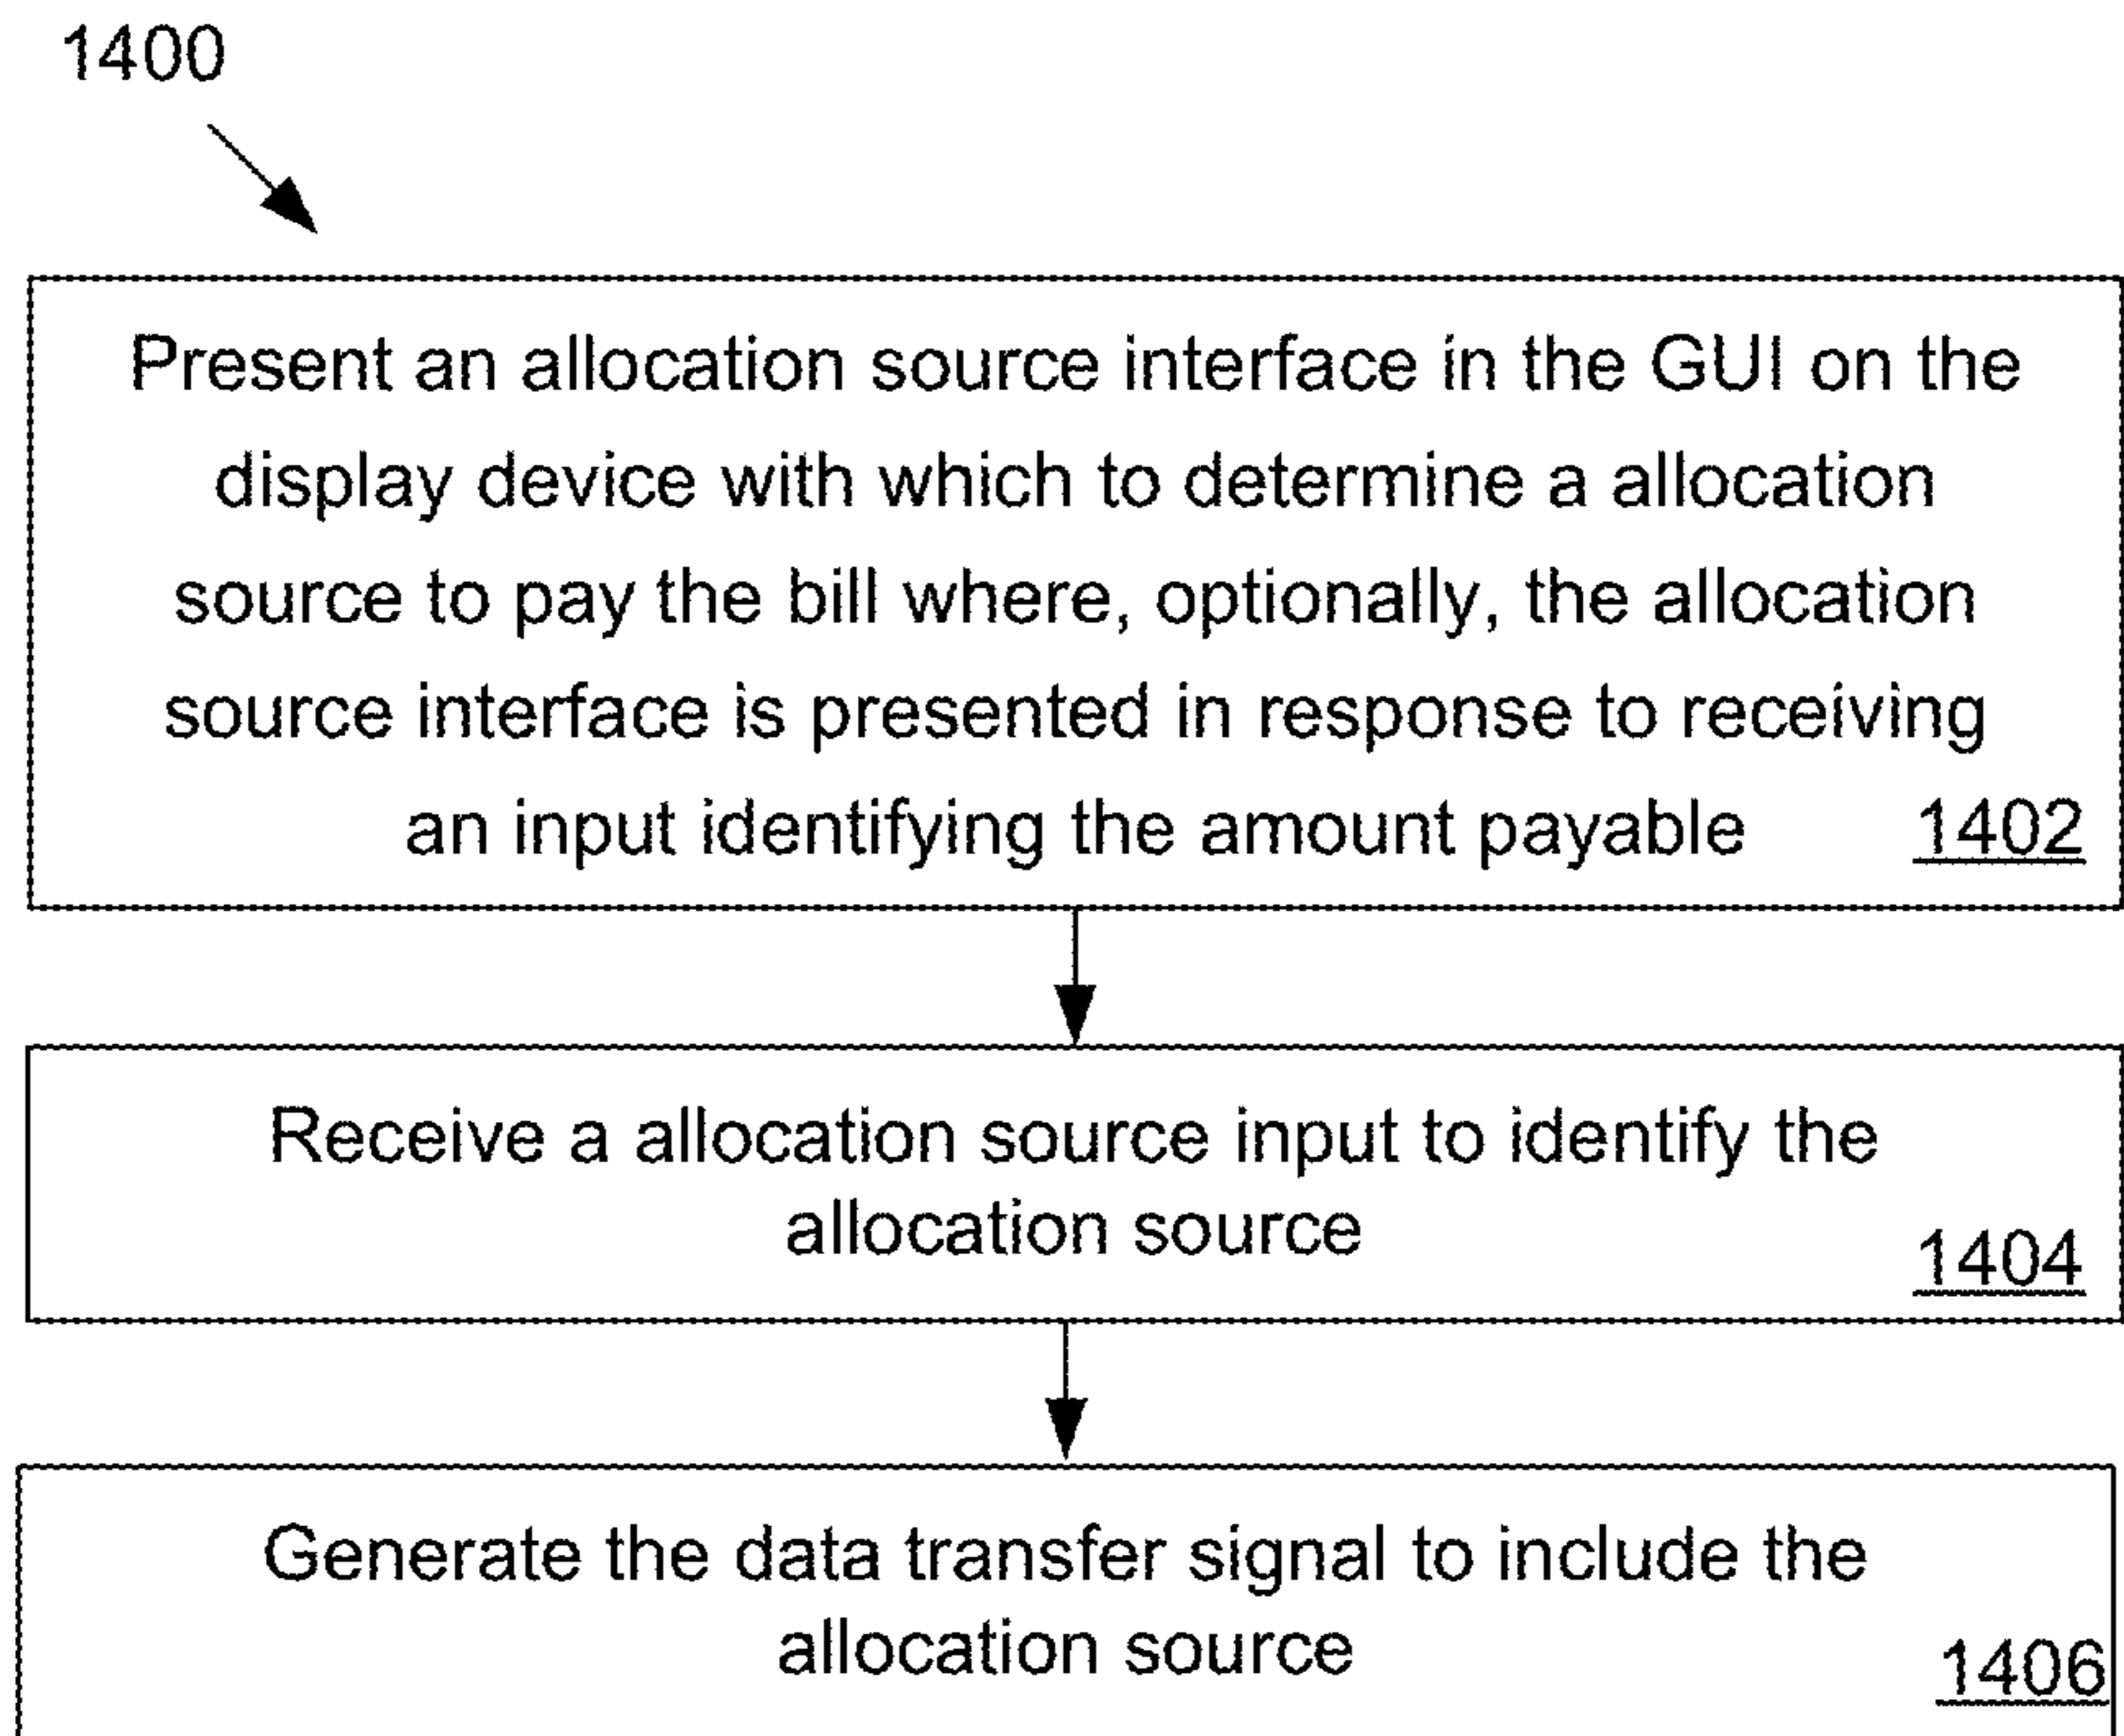 1400
Present an allocation source interface in the GUI on the
display device with which to determine a allocation
source to pay the bill where, optionally, the allocation
source interface is presented in response to receiving
an input identifying the amount payable 1402
Receive a allocation source input to identify the
allocation source
1404
Generate the data transfer signal to include the
allocation source
1406